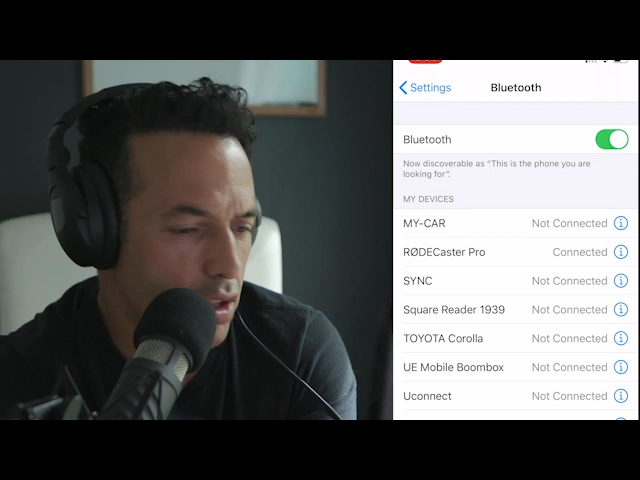 Settings
Bluetooth
Bluetooth
Now discoverable as “This is the phone you are
looking for”.
MY DEVICES
MY-CAR Not Connected
RØDECaster Pro Connected
SYNC Not Connected
Square Reader 1939 Not Connected
TOYOTA Corolla Not Connected
UE Mobile Boombox Not Connected
Uconnect Not Connected